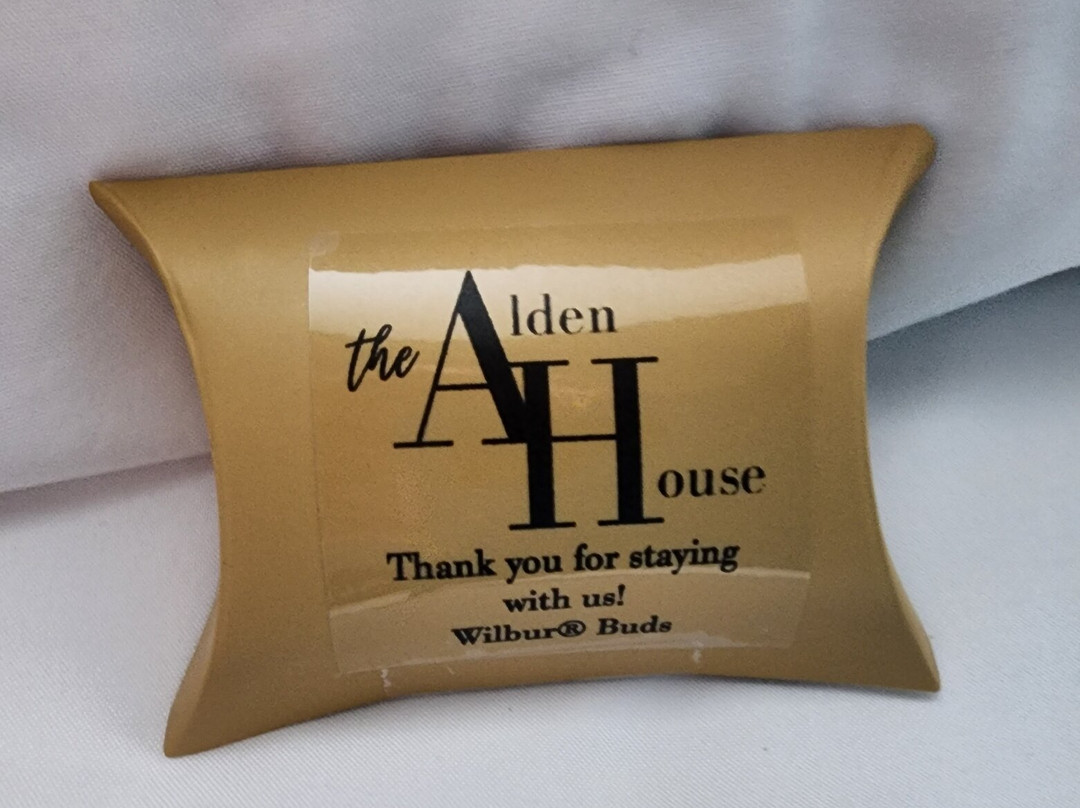 the Alden
House
Thank you for staying
with us!
Wilbur® Buds